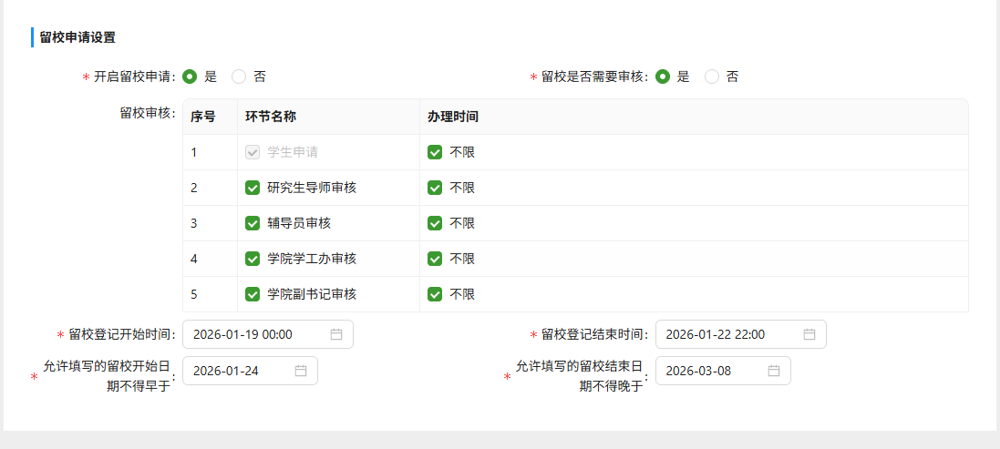 留校申请设置
* 开启留校申请: 是 否 * 留校是否需要审核: 是 否
留校审核: 序号 环节名称 办理时间
1 学生申请 不限
2 研究生导师审核 不限
3 辅导员审核 不限
4 学院学工办审核 不限
5 学院副书记审核 不限
* 留校登记开始时间: 2026-01-19 00:00 * 留校登记结束时间: 2026-01-22 22:00
* 允许填写的留校开始日
期不得早于: 2026-01-24
* 允许填写的留校结束日
期不得晚于: 2026-03-08